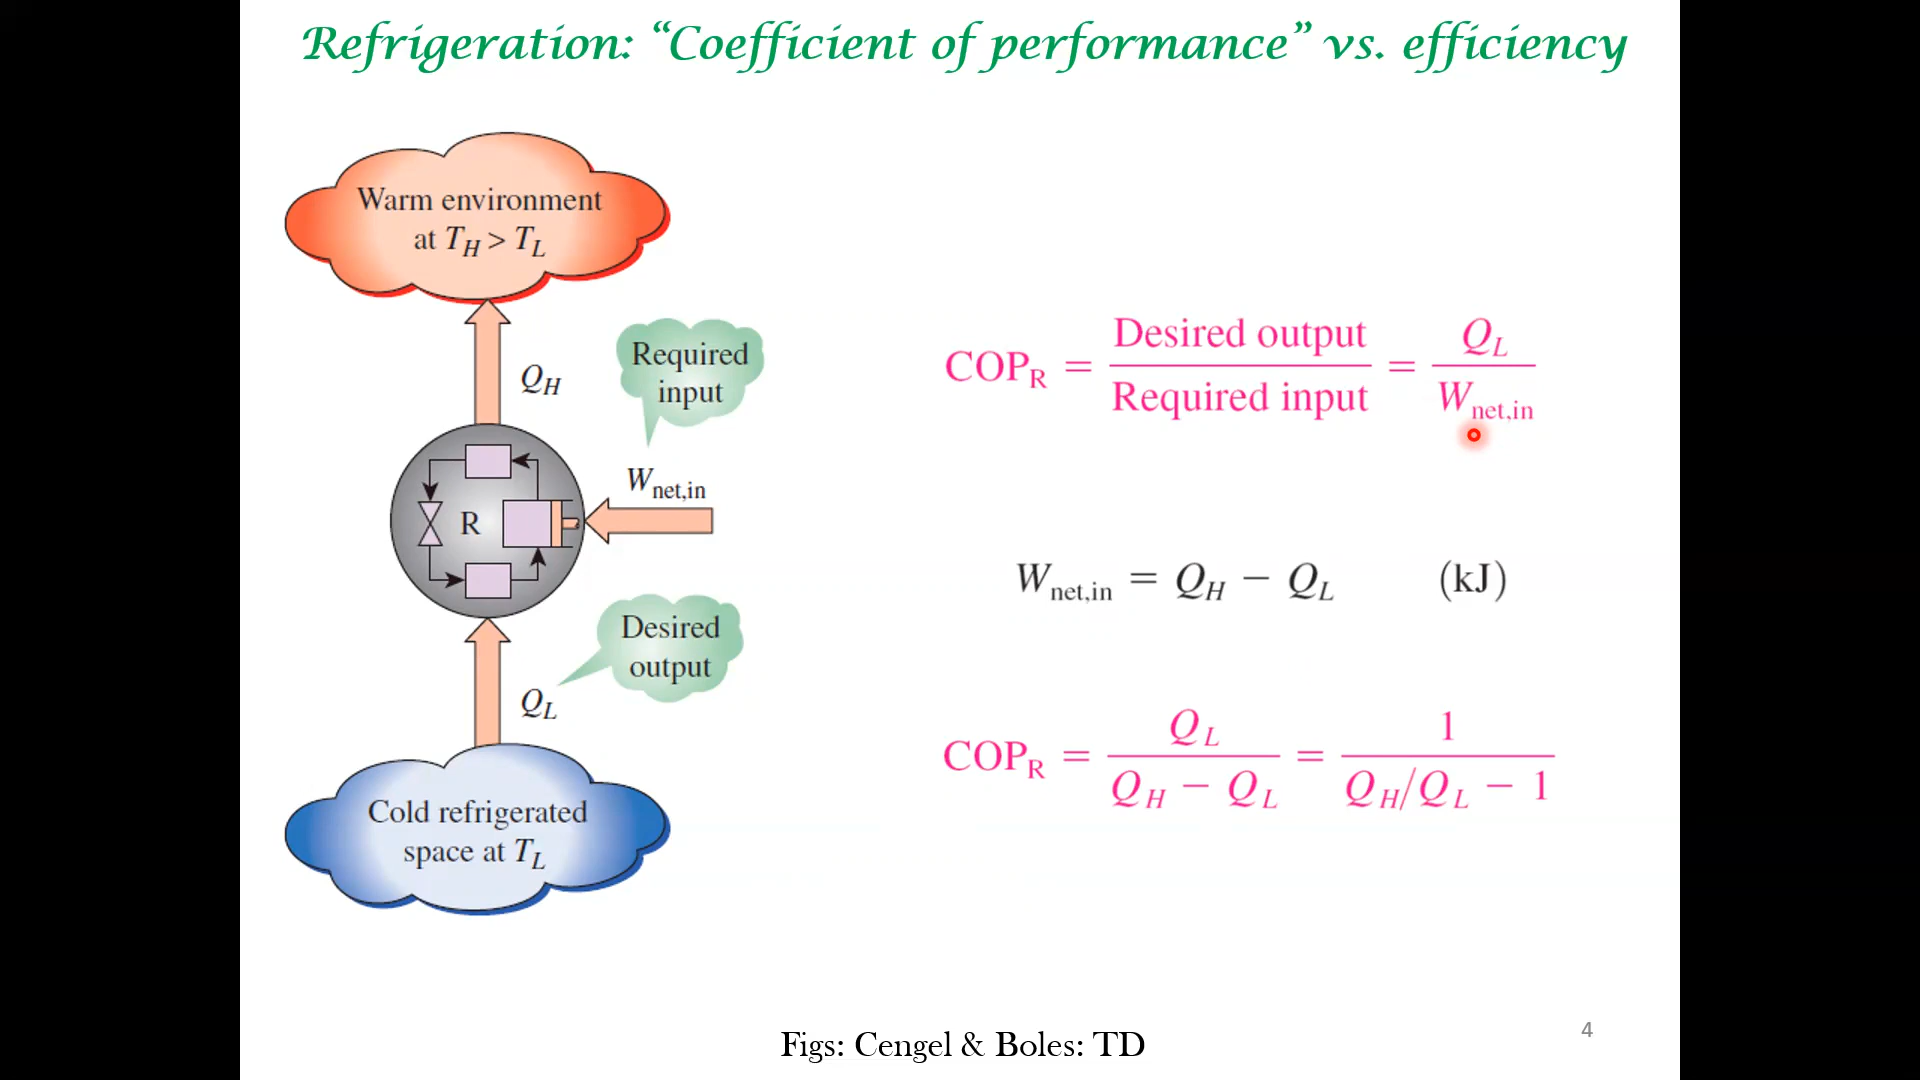 Refrigeration: “Coefficient of performance” vs. efficiency
Warm environment
at T_H > T_L
Q_H
Required
input
W_net,in
R
Desired
output
Q_L
Cold refrigerated
space at T_L
COP_R = Desired output / Required input = Q_L / W_net,in
W_net,in = Q_H − Q_L (kJ)
COP_R = Q_L / (Q_H − Q_L) = 1 / (Q_H/Q_L − 1)
Figs: Cengel & Boles: TD
4